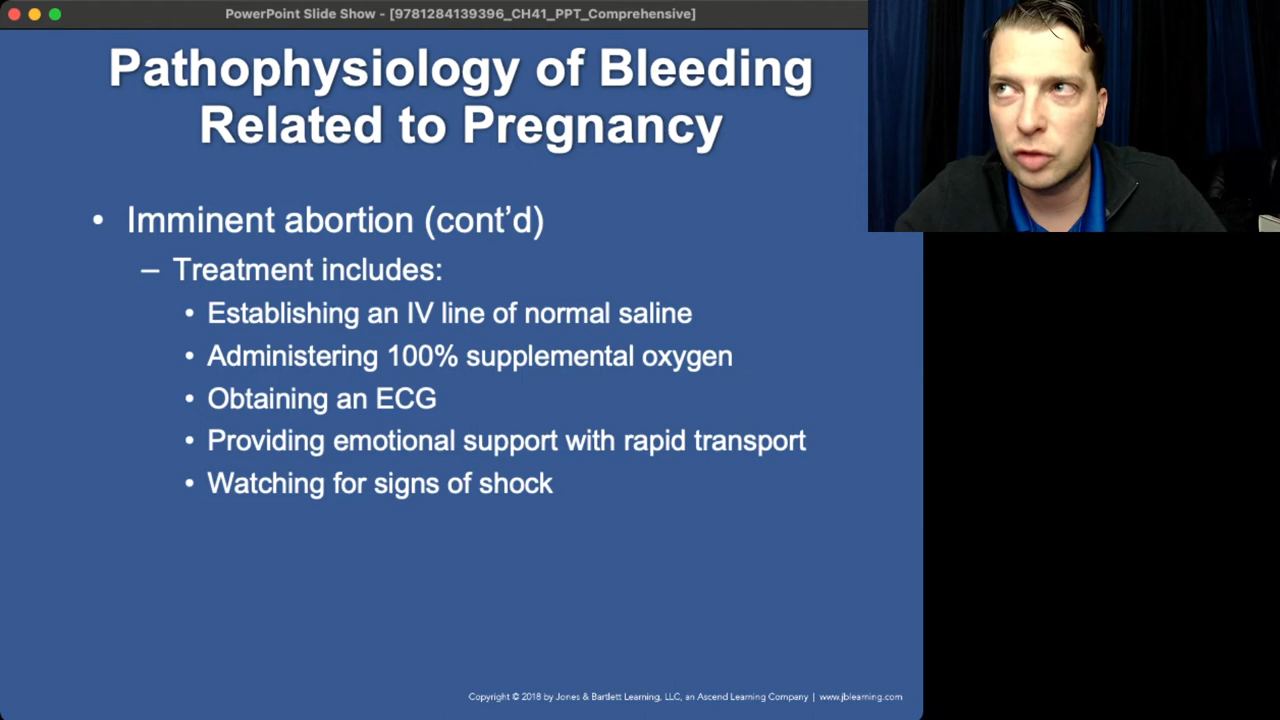 PowerPoint Slide Show - [9781284139396_CH41_PPT_Comprehensive]
Pathophysiology of Bleeding
Related to Pregnancy
• Imminent abortion (cont’d)
– Treatment includes:
• Establishing an IV line of normal saline
• Administering 100% supplemental oxygen
• Obtaining an ECG
• Providing emotional support with rapid transport
• Watching for signs of shock
Copyright © 2018 by Jones & Bartlett Learning, LLC, an Ascend Learning Company | www.jblearning.com